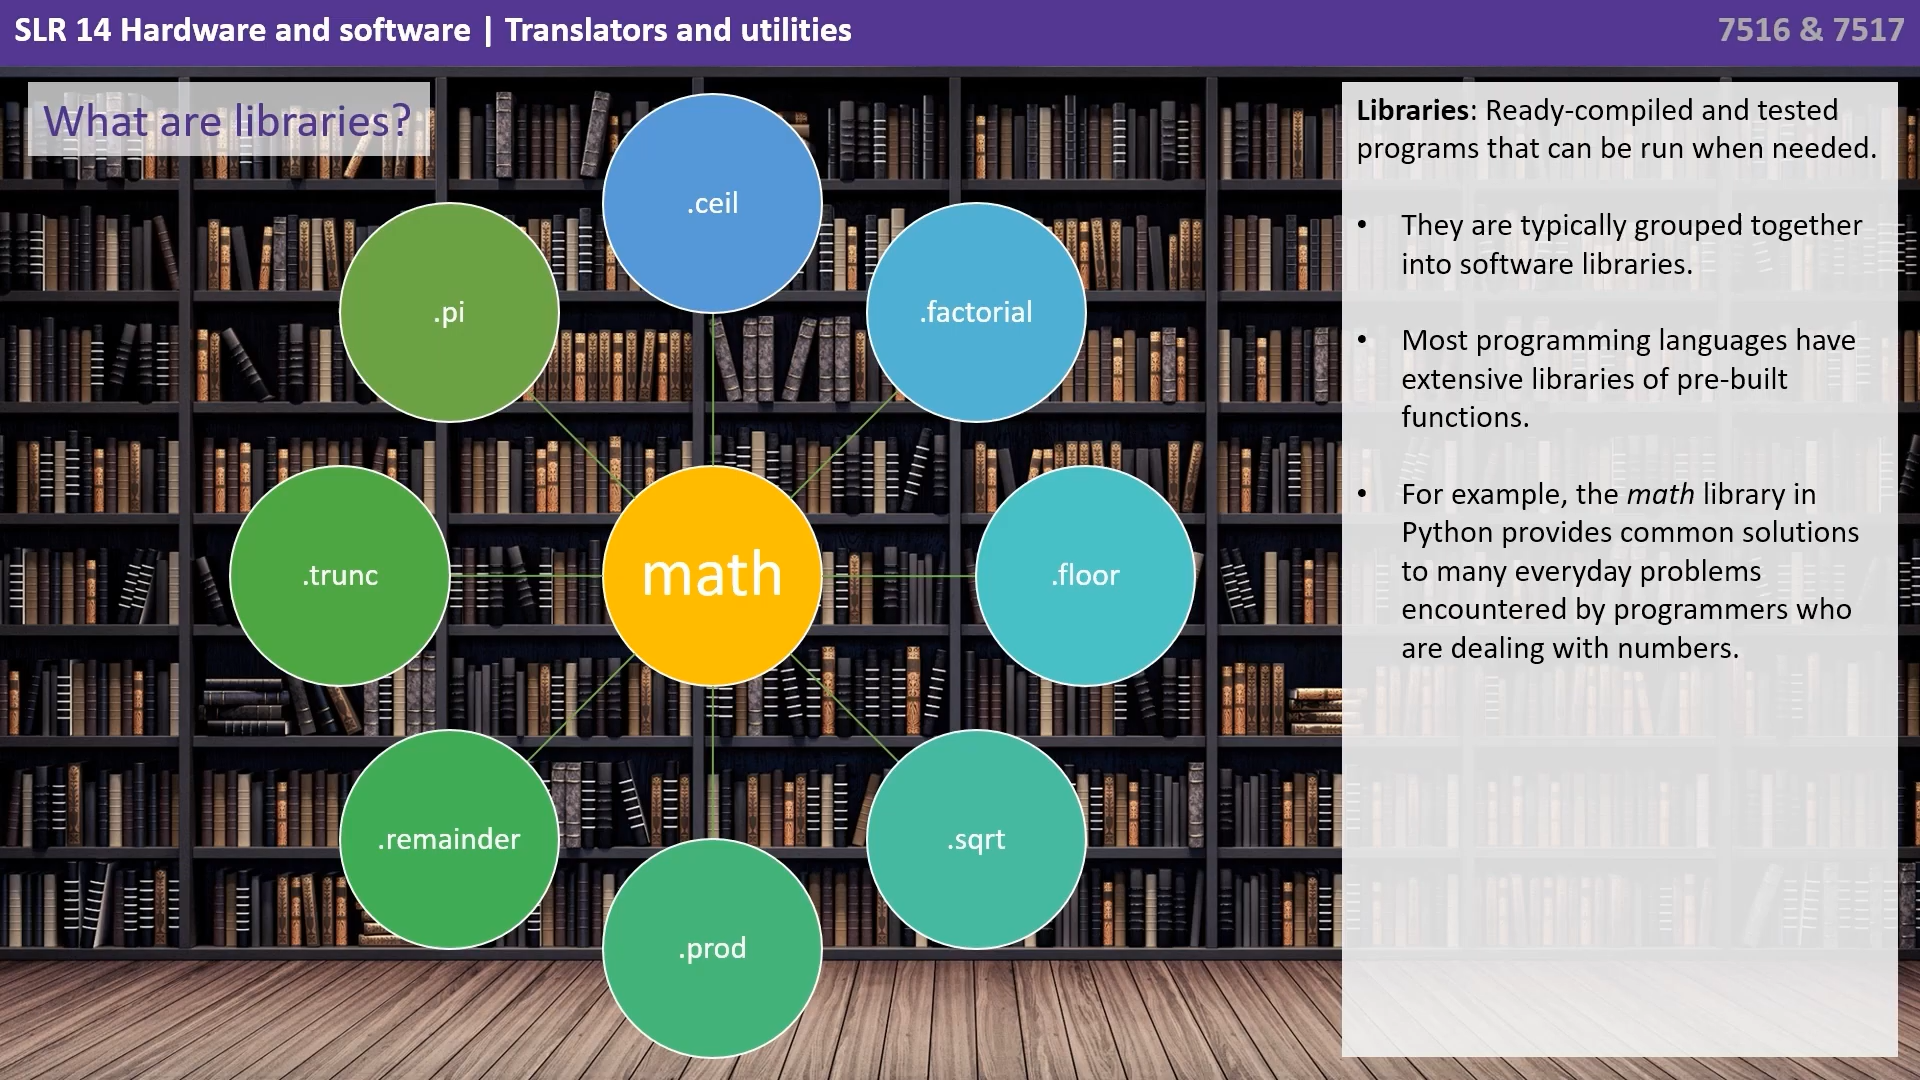 SLR 14 Hardware and software | Translators and utilities
7516 & 7517
What are libraries?
.ceil
.factorial
.floor
.sqrt
.prod
.remainder
.trunc
.pi
math
Libraries: Ready-compiled and tested
programs that can be run when needed.
• They are typically grouped together
into software libraries.
• Most programming languages have
extensive libraries of pre-built
functions.
• For example, the math library in
Python provides common solutions
to many everyday problems
encountered by programmers who
are dealing with numbers.